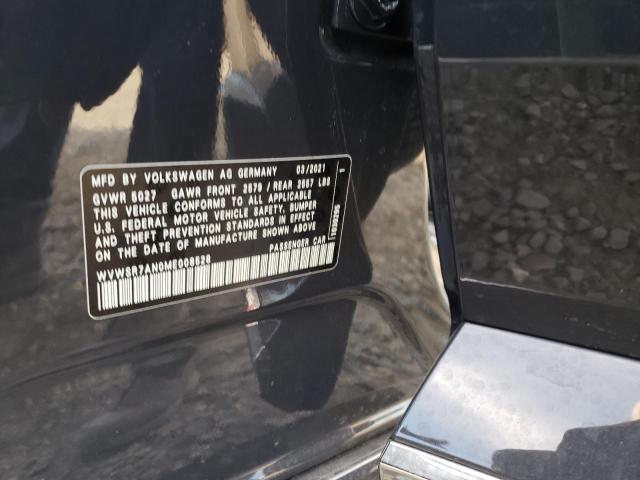 MFD BY VOLKSWAGEN AG GERMANY 03/2021
GVWR 5027 GAWR FRONT 2679 / REAR 2557 LBS
THIS VEHICLE CONFORMS TO ALL APPLICABLE
U.S. FEDERAL MOTOR VEHICLE SAFETY, BUMPER
AND THEFT PREVENTION STANDARDS IN EFFECT
ON THE DATE OF MANUFACTURE SHOWN ABOVE
WVWSR7AN0ME008528 PASSENGER CAR